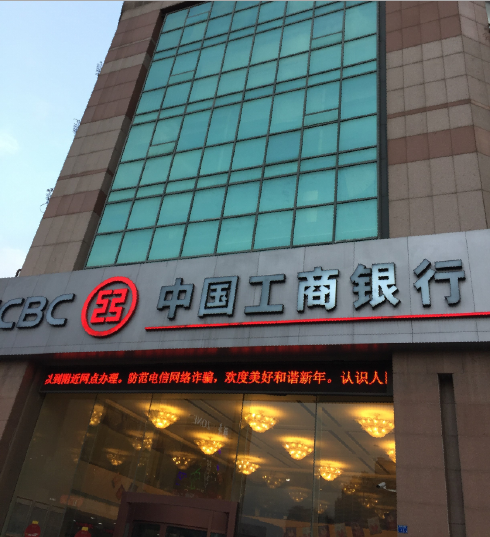 ICBC 中国工商银行
以到附近网点办理。防范电信网络诈骗，欢度美好和谐新年。认识人